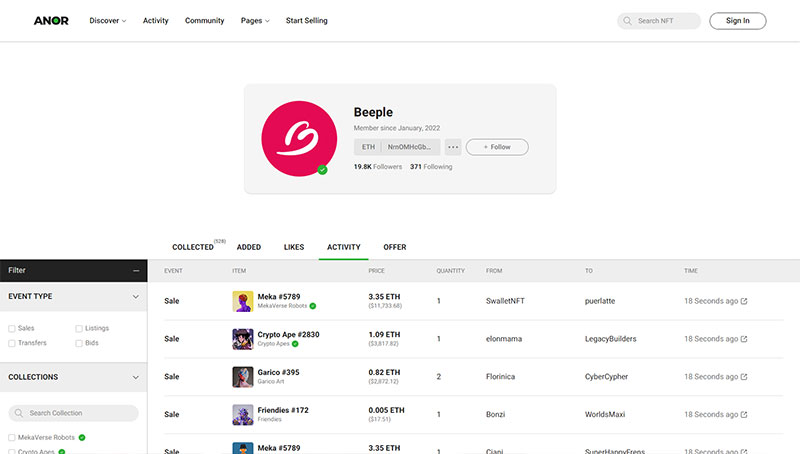 ANOR Discover Activity Community Pages Start Selling Search NFT Sign In
Beeple
Member since January, 2022
ETH NrnOMHcGb... + Follow
19.8K Followers 371 Following
COLLECTED (528) ADDED LIKES ACTIVITY OFFER
Filter
EVENT TYPE
Sales Listings
Transfers Bids
COLLECTIONS
Search Collection
MekaVerse Robots
Crypto Apes
EVENT ITEM PRICE QUANTITY FROM TO TIME
Sale Meka #5789 3.35 ETH 1 SwalletNFT puerlatte 18 Seconds ago
MekaVerse Robots ($11,733.68)
Sale Crypto Ape #2830 1.09 ETH 1 elonmama LegacyBuilders 18 Seconds ago
Crypto Apes ($3,817.82)
Sale Garico #395 0.82 ETH 2 Florinica CyberCypher 18 Seconds ago
Garico Art ($2,872.12)
Sale Friendies #172 0.005 ETH 1 Bonzi WorldsMaxi 18 Seconds ago
Friendies ($17.51)
Sale Meka #5789 3.35 ETH 1 Ciani SuperHappyFrens 18 Seconds ago